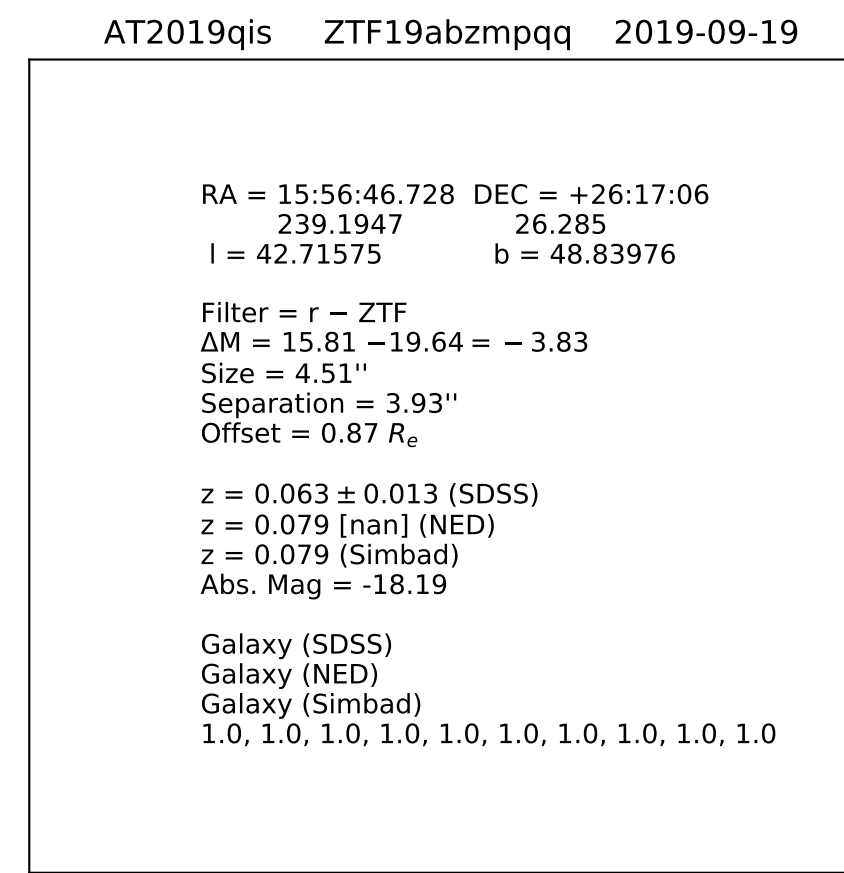 AT2019qis ZTF19abzmpqq 2019-09-19
RA = 15:56:46.728 DEC = +26:17:06
239.1947 26.285
l = 42.71575 b = 48.83976
Filter = r − ZTF
ΔM = 15.81 −19.64 = − 3.83
Size = 4.51''
Separation = 3.93''
Offset = 0.87 Rₑ
z = 0.063 ± 0.013 (SDSS)
z = 0.079 [nan] (NED)
z = 0.079 (Simbad)
Abs. Mag = -18.19
Galaxy (SDSS)
Galaxy (NED)
Galaxy (Simbad)
1.0, 1.0, 1.0, 1.0, 1.0, 1.0, 1.0, 1.0, 1.0, 1.0